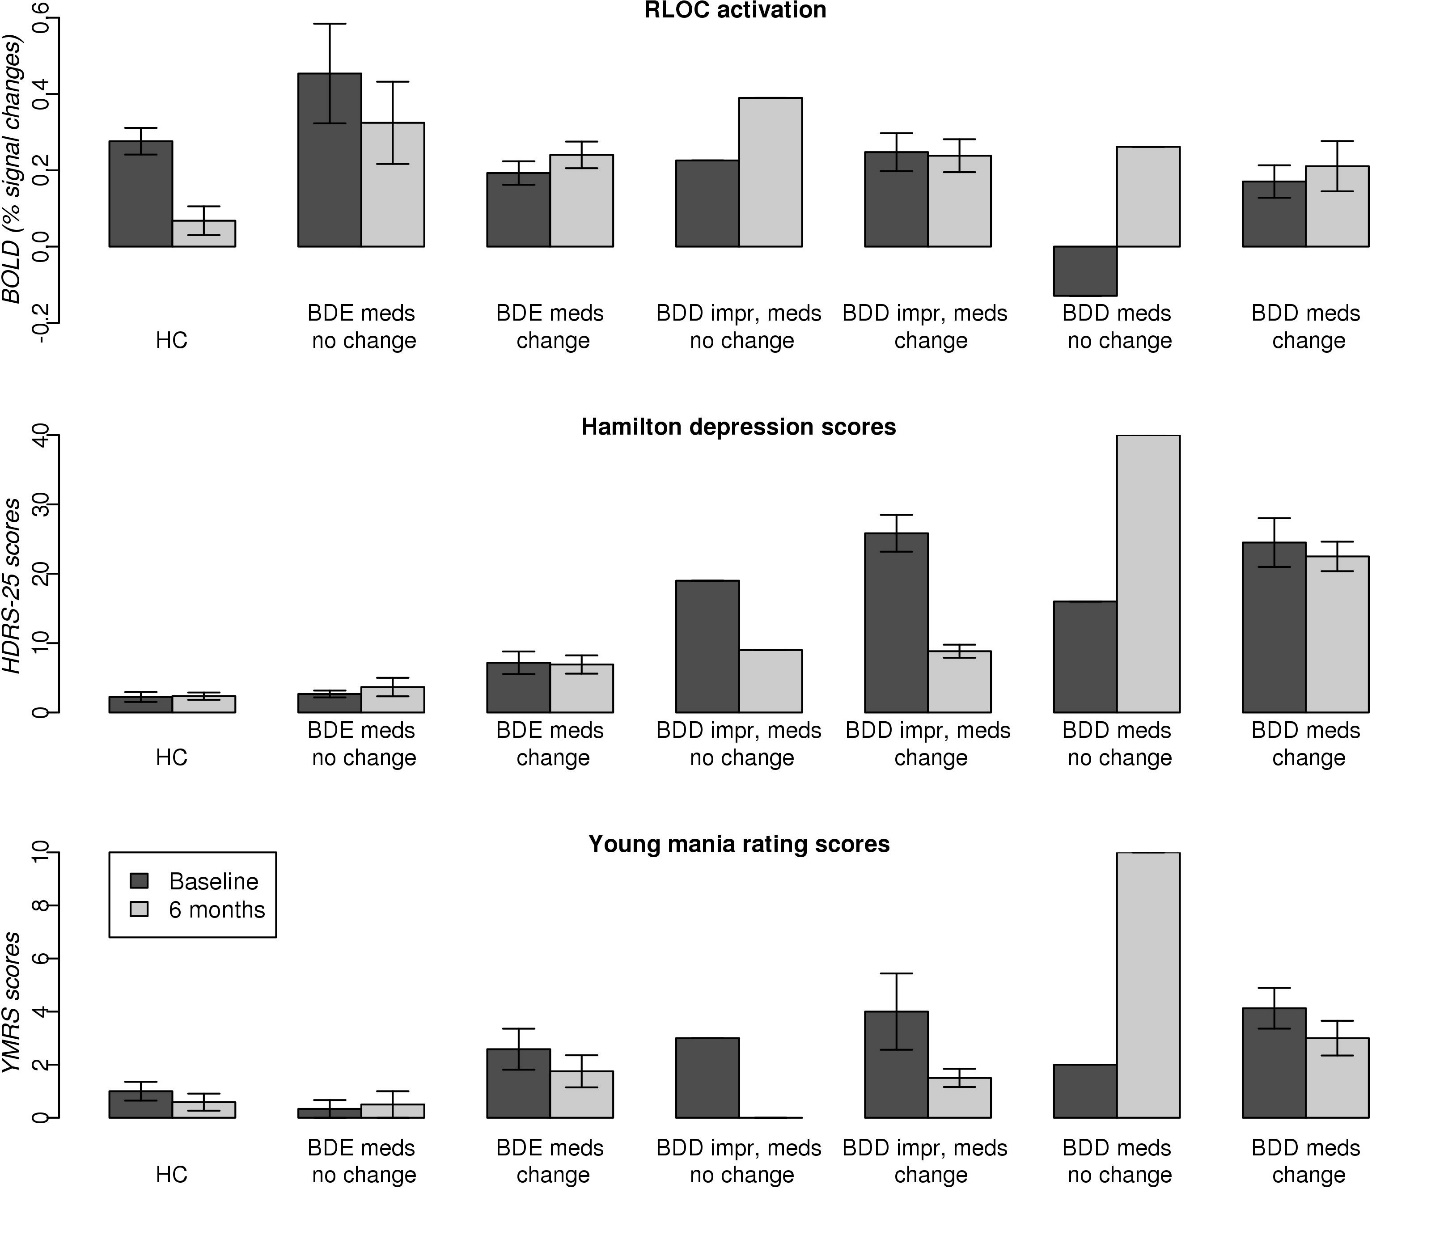 RLOC activation
BOLD (% signal changes)
0.6
0.4
0.2
0.0
-0.2
HC
BDE meds
no change
BDE meds
change
BDD impr, meds
no change
BDD impr, meds
change
BDD meds
no change
BDD meds
change
Hamilton depression scores
HDRS-25 scores
40
30
20
10
0
HC
BDE meds
no change
BDE meds
change
BDD impr, meds
no change
BDD impr, meds
change
BDD meds
no change
BDD meds
change
Young mania rating scores
YMRS scores
10
8
6
4
2
0
Baseline
6 months
HC
BDE meds
no change
BDE meds
change
BDD impr, meds
no change
BDD impr, meds
change
BDD meds
no change
BDD meds
change